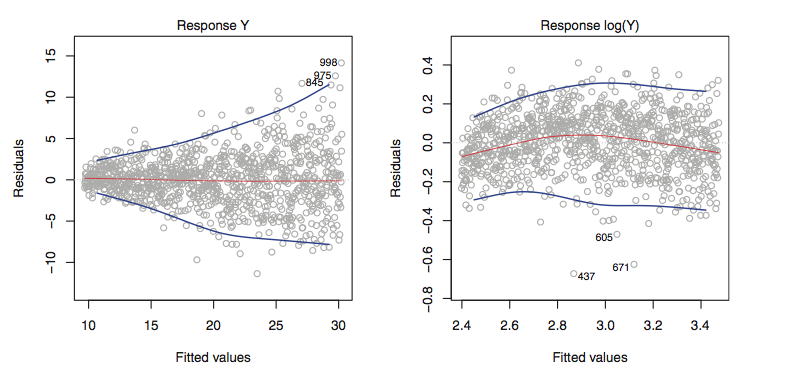 Response Y
998
975
845
Residuals
15
10
5
0
−5
−10
10 15 20 25 30
Fitted values
Response log(Y)
605
671
437
Residuals
0.4
0.2
0.0
−0.2
−0.4
−0.6
−0.8
2.4 2.6 2.8 3.0 3.2 3.4
Fitted values